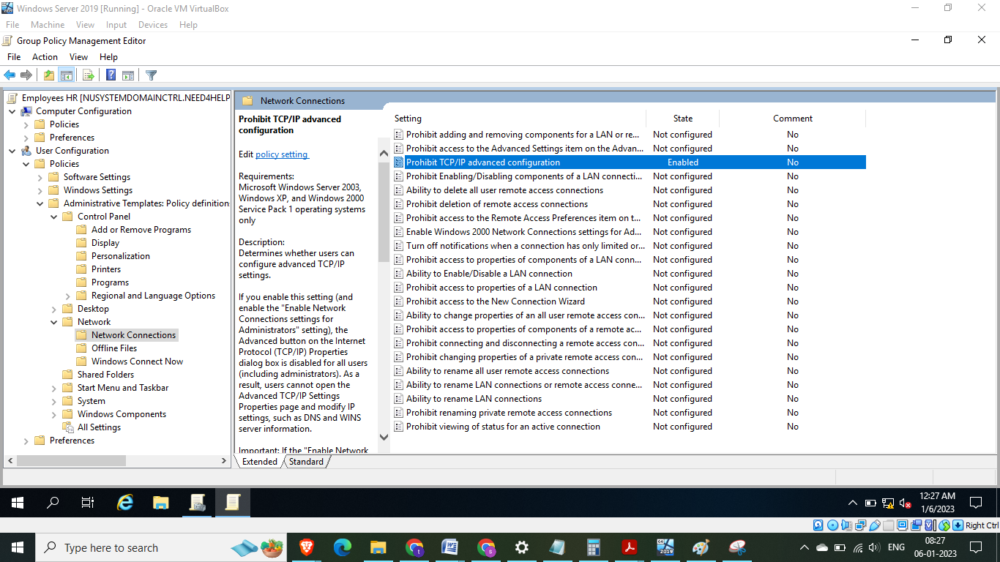 Windows Server 2019 [Running] - Oracle VM VirtualBox
File Machine View Input Devices Help
Group Policy Management Editor
File Action View Help
Employees HR [NUSYSTEMDOMAINCTRL.NEED4HELP
Computer Configuration
Policies
Preferences
User Configuration
Policies
Software Settings
Windows Settings
Administrative Templates: Policy definition
Control Panel
Add or Remove Programs
Display
Personalization
Printers
Programs
Regional and Language Options
Desktop
Network
Network Connections
Offline Files
Windows Connect Now
Shared Folders
Start Menu and Taskbar
System
Windows Components
All Settings
Preferences
Network Connections
Prohibit TCP/IP advanced
configuration
Edit policy setting
Requirements:
Microsoft Windows Server 2003,
Windows XP, and Windows 2000
Service Pack 1 operating systems
only
Description:
Determines whether users can
configure advanced TCP/IP
settings.
If you enable this setting (and
enable the "Enable Network
Connections settings for
Administrators" setting), the
Advanced button on the Internet
Protocol (TCP/IP) Properties
dialog box is disabled for all users
(including administrators). As a
result, users cannot open the
Advanced TCP/IP Settings
Properties page and modify IP
settings, such as DNS and WINS
server information.
Important: If the "Enable Network
Setting State Comment
Prohibit adding and removing components for a LAN or re... Not configured No
Prohibit access to the Advanced Settings item on the Advan... Not configured No
Prohibit TCP/IP advanced configuration Enabled No
Prohibit Enabling/Disabling components of a LAN connecti... Not configured No
Ability to delete all user remote access connections Not configured No
Prohibit deletion of remote access connections Not configured No
Prohibit access to the Remote Access Preferences item on t... Not configured No
Enable Windows 2000 Network Connections settings for Ad... Not configured No
Turn off notifications when a connection has only limited or... Not configured No
Prohibit access to properties of components of a LAN conn... Not configured No
Ability to Enable/Disable a LAN connection Not configured No
Prohibit access to properties of a LAN connection Not configured No
Prohibit access to the New Connection Wizard Not configured No
Ability to change properties of an all user remote access con... Not configured No
Prohibit access to properties of components of a remote ac... Not configured No
Prohibit connecting and disconnecting a remote access con... Not configured No
Prohibit changing properties of a private remote access con... Not configured No
Ability to rename all user remote access connections Not configured No
Ability to rename LAN connections or remote access conne... Not configured No
Ability to rename LAN connections Not configured No
Prohibit renaming private remote access connections Not configured No
Prohibit viewing of status for an active connection Not configured No
Extended Standard
12:27 AM
1/6/2023
Right Ctrl
Type here to search
ENG
08:27
06-01-2023